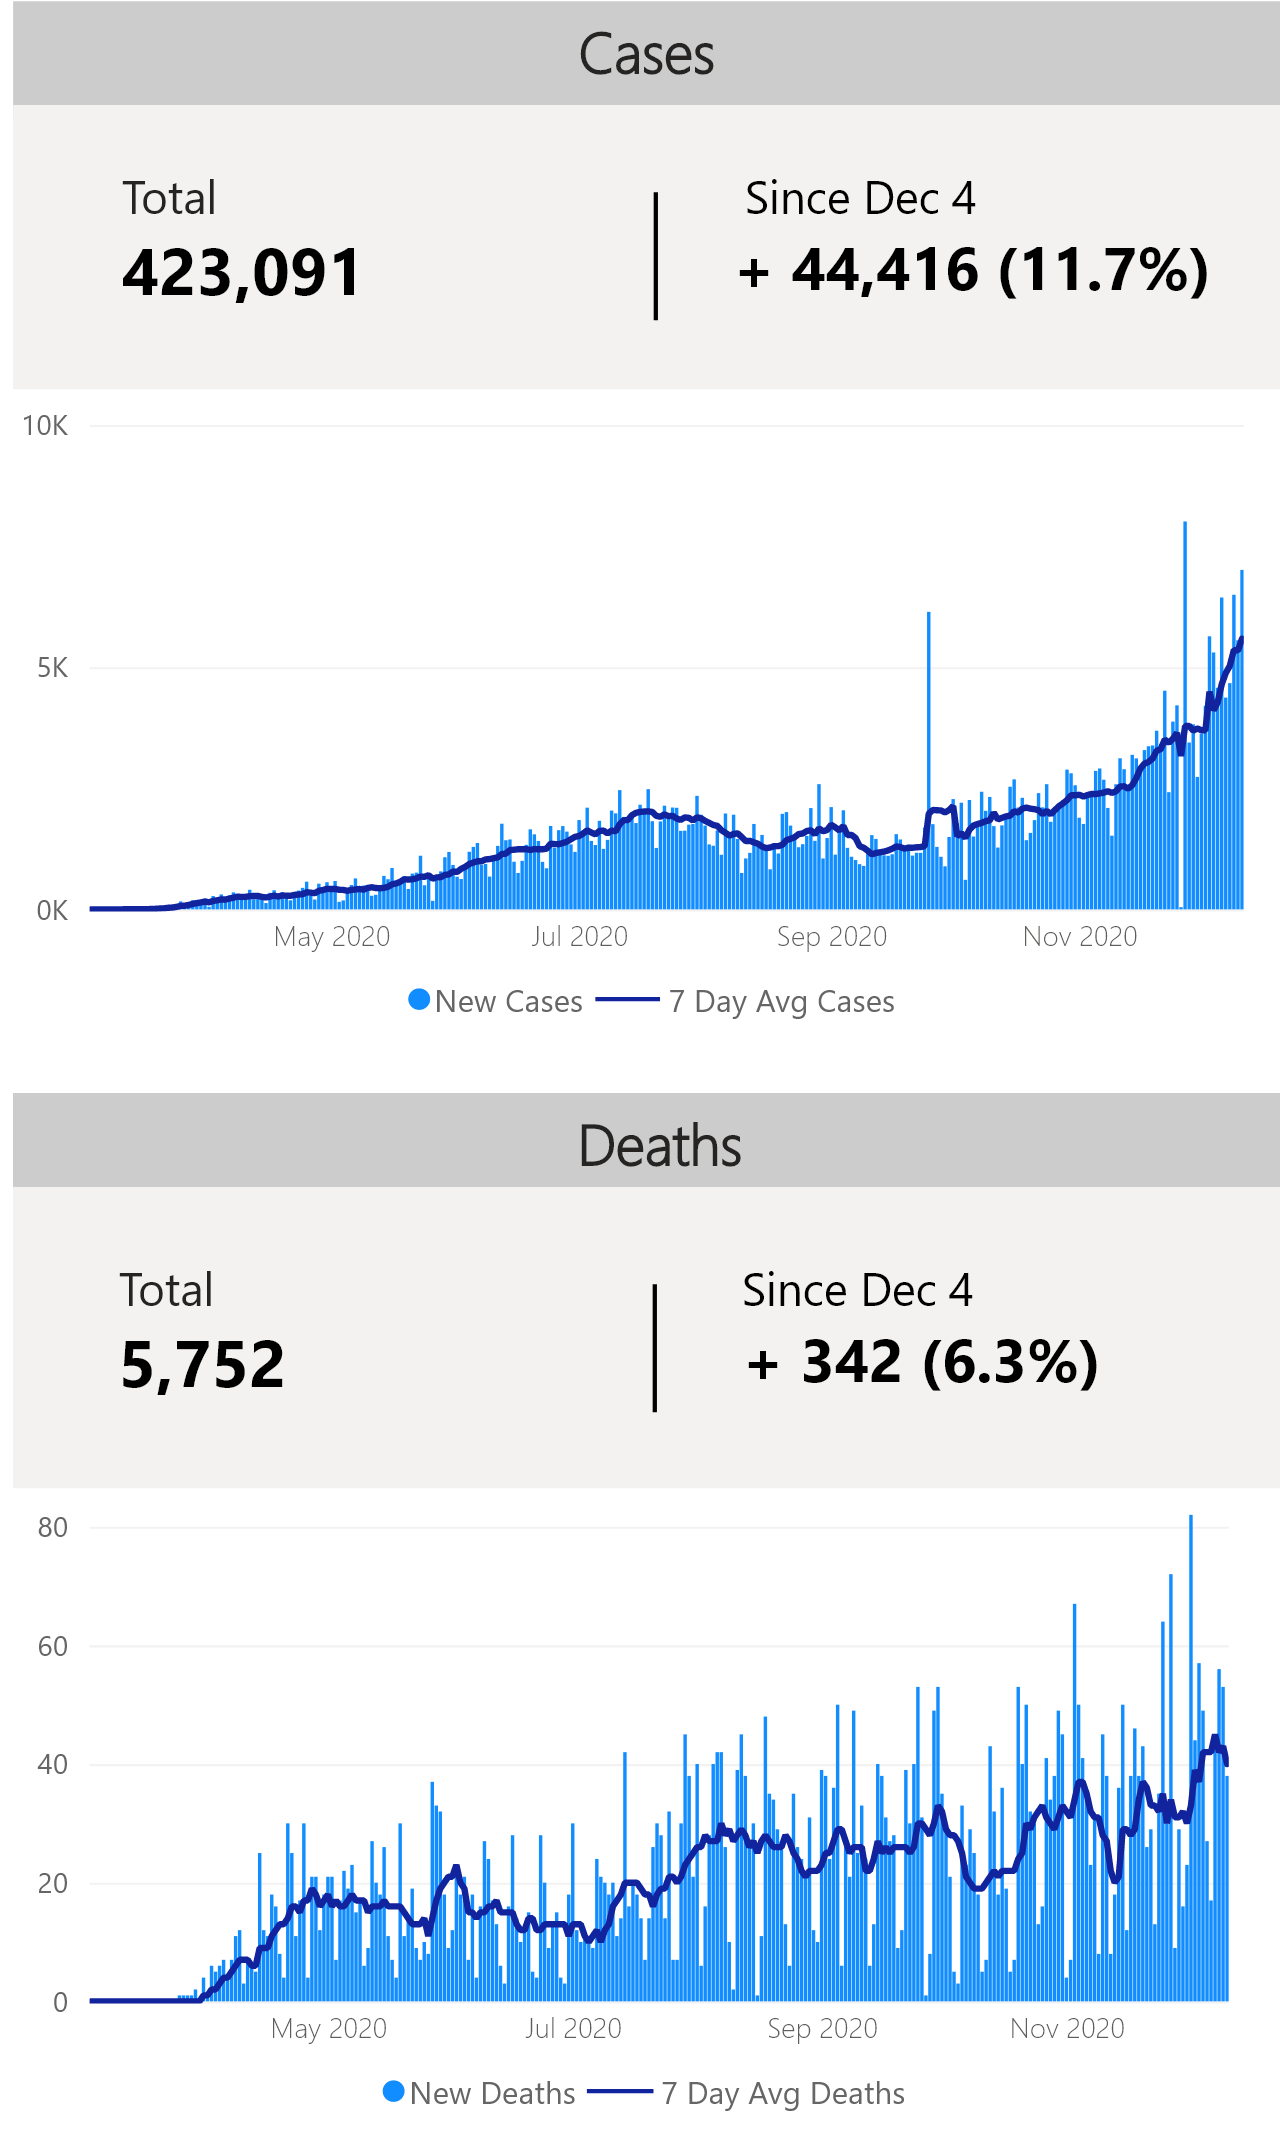 Cases
Total
Since Dec 4
423,091
+ 44,416 (11.7%)
10K
5K
0K
May 2020
Jul 2020
Sep 2020
Nov 2020
New Cases
7 Day Avg Cases
Deaths
Total
Since Dec 4
5,752
+ 342 (6.3%)
80
60
40
20
0
May 2020
Jul 2020
Sep 2020
Nov 2020
New Deaths
7 Day Avg Deaths